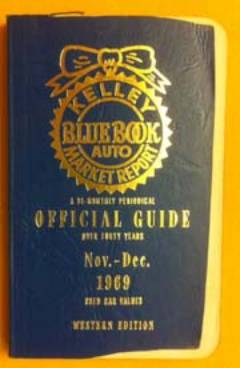 KELLEY
BLUE BOOK
AUTO
MARKET REPORT
A BI-MONTHLY PERIODICAL
OFFICIAL GUIDE
OVER FORTY YEARS
Nov.-Dec.
1969
USED CAR VALUES
WESTERN EDITION